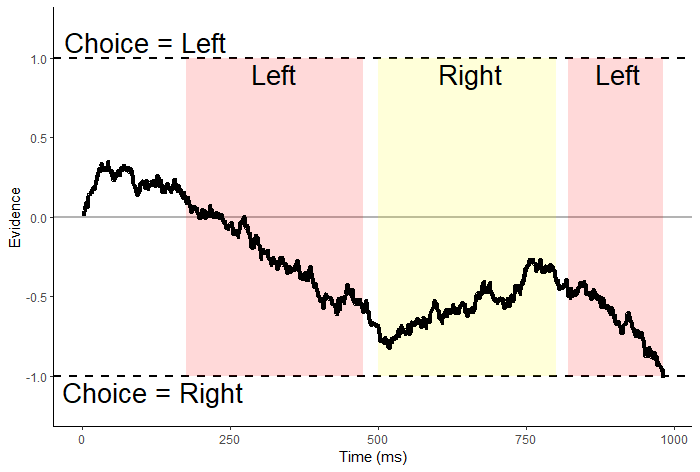 Choice = Left
1.0
Left
Right
Left
0.5
Evidence
0.0
-0.5
-1.0
Choice = Right
0
250
500
750
1000
Time (ms)